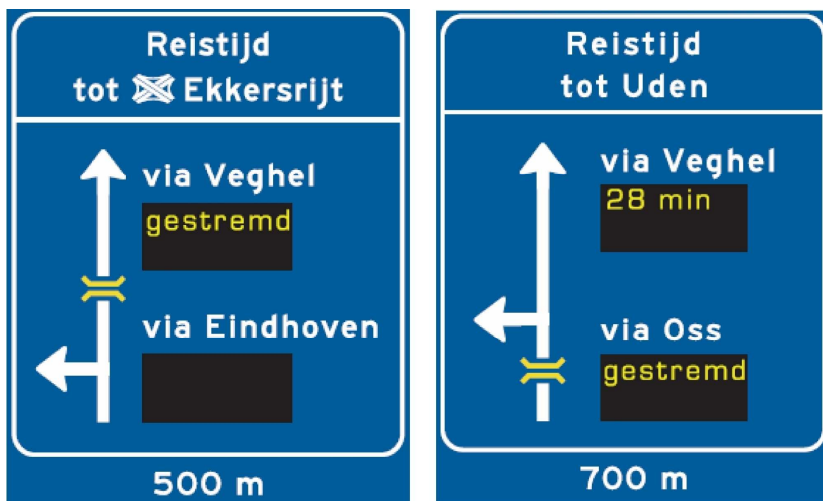 Reistijd
tot Ekkersrijt
via Veghel
gestremd
via Eindhoven
500 m
Reistijd
tot Uden
via Veghel
28 min
via Oss
gestremd
700 m